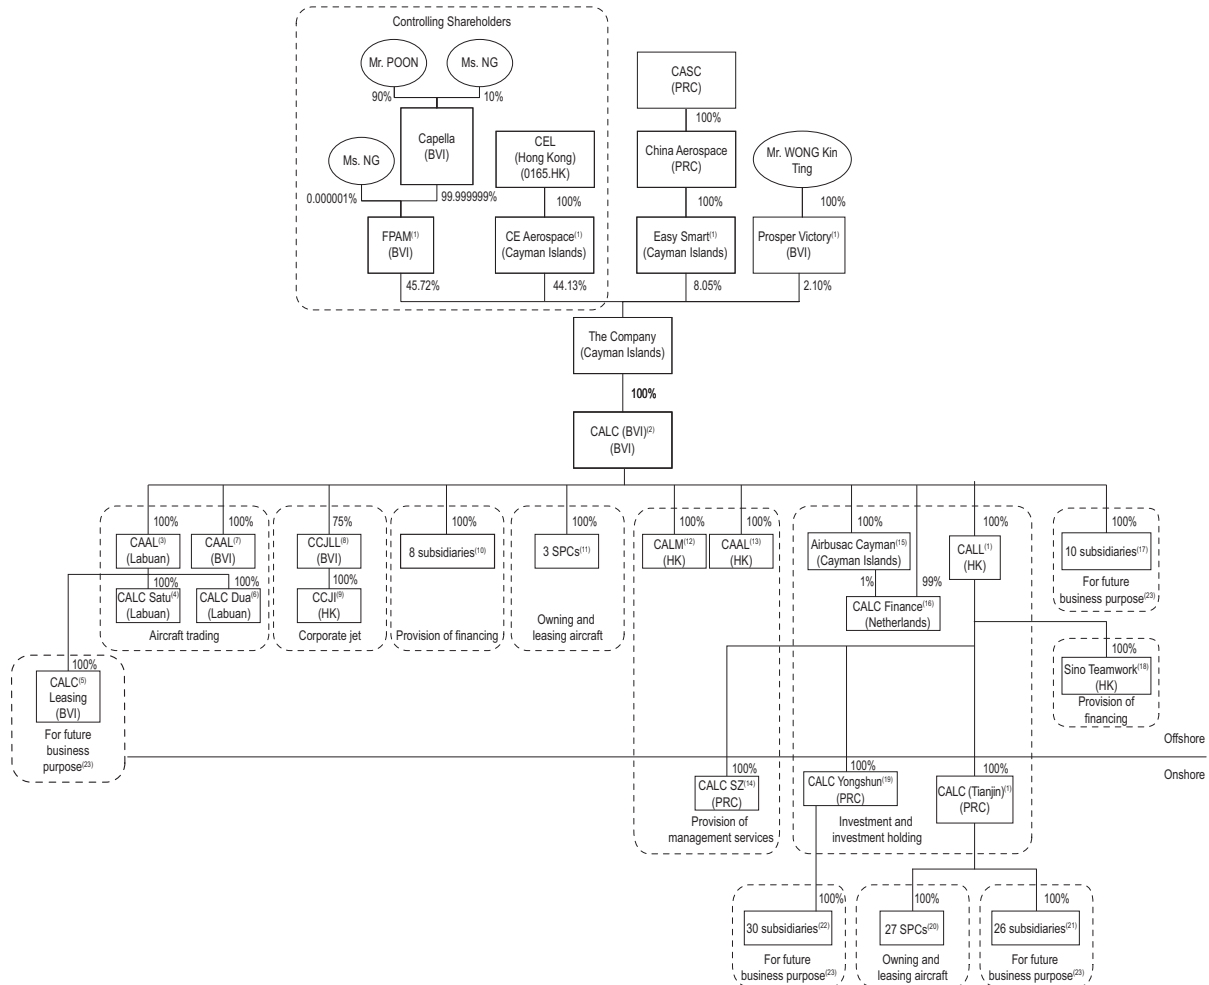 Controlling Shareholders
Mr. POON
Ms. NG
CASC
(PRC)
90%
10%
100%
Capella
(BVI)
CEL
(Hong Kong)
(0165.HK)
China Aerospace
(PRC)
Mr. WONG Kin
Ting
Ms. NG
0.000001%
99.999999%
100%
100%
100%
FPAM(1)
(BVI)
CE Aerospace(1)
(Cayman Islands)
Easy Smart(1)
(Cayman Islands)
Prosper Victory(1)
(BVI)
45.72%
44.13%
8.05%
2.10%
The Company
(Cayman Islands)
100%
CALC (BVI)(2)
(BVI)
100%
100%
75%
100%
100%
100%
100%
100%
100%
100%
CAAL(3)
(Labuan)
CAAL(7)
(BVI)
CCJLL(8)
(BVI)
8 subsidiaries(10)
3 SPCs(11)
CALM(12)
(HK)
CAAL(13)
(HK)
Airbusac Cayman(15)
(Cayman Islands)
CALL(1)
(HK)
10 subsidiaries(17)
100%
100%
100%
1%
99%
For future
business purpose(23)
CALC Satu(4)
(Labuan)
CALC Dua(6)
(Labuan)
CCJI(9)
(HK)
CALC Finance(16)
(Netherlands)
Aircraft trading
Corporate jet
Provision of financing
Owning and
leasing aircraft
100%
CALC(5)
Leasing
(BVI)
For future
business
purpose(23)
100%
Sino Teamwork(18)
(HK)
Provision of
financing
Offshore
Onshore
100%
100%
100%
CALC SZ(14)
(PRC)
CALC Yongshun(19)
(PRC)
CALC (Tianjin)(1)
(PRC)
Provision of
management services
Investment and
investment holding
100%
100%
100%
30 subsidiaries(22)
27 SPCs(20)
26 subsidiaries(21)
For future
business purpose(23)
Owning and
leasing aircraft
For future
business purpose(23)